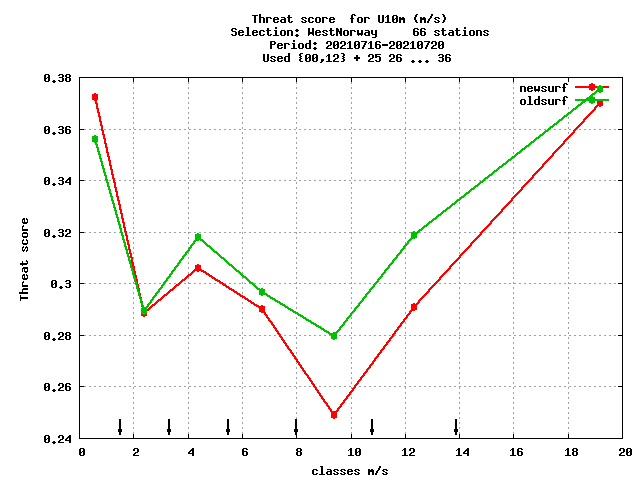 Threat score  for U10m (m/s)
Selection: WestNorway     66 stations
Period: 20210716-20210720
Used {00,12} + 25 26 ... 36
newsurf
oldsurf
0.38
0.36
0.34
0.32
0.3
0.28
0.26
0.24
Threat score
0 2 4 6 8 10 12 14 16 18 20
classes m/s